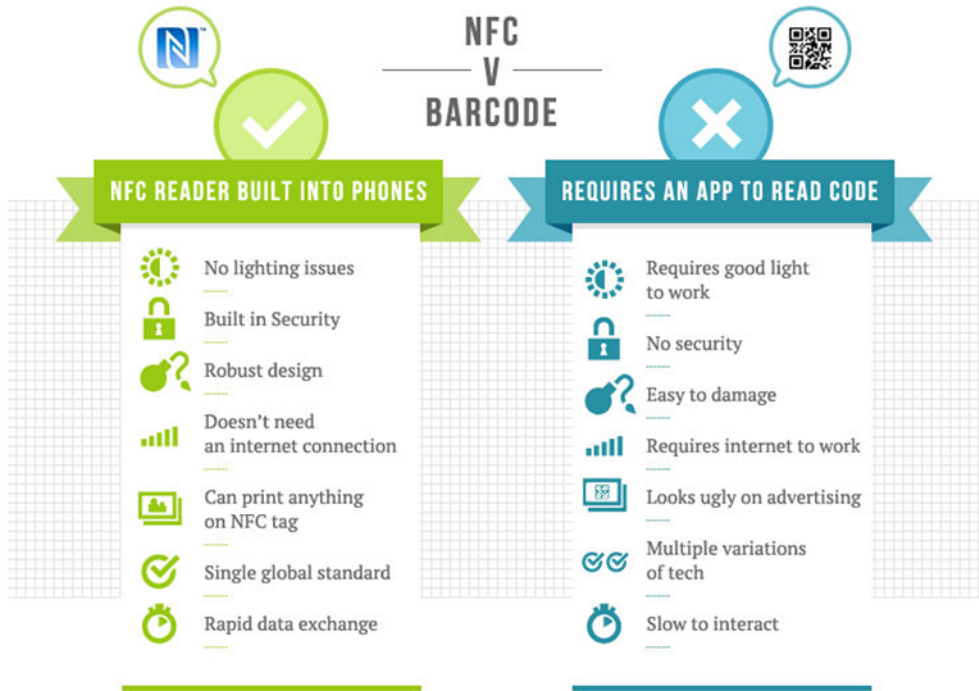 NFC
V
BARCODE
NFC READER BUILT INTO PHONES
No lighting issues
Built in Security
Robust design
Doesn't need
an internet connection
Can print anything
on NFC tag
Single global standard
Rapid data exchange
REQUIRES AN APP TO READ CODE
Requires good light
to work
No security
Easy to damage
Requires internet to work
Looks ugly on advertising
Multiple variations
of tech
Slow to interact